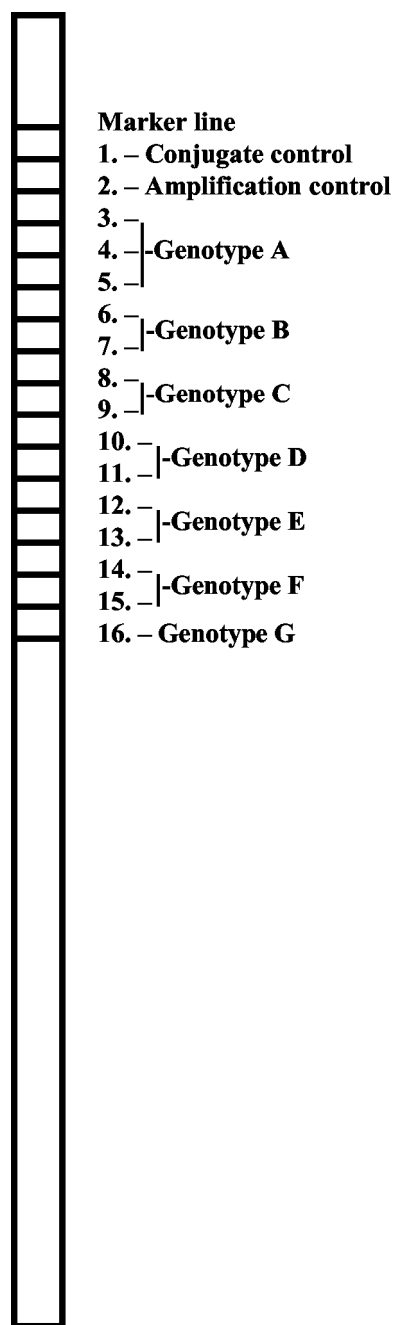 Marker line
1. – Conjugate control
2. – Amplification control
3. –
4. – -Genotype A
5. –
6. –
-Genotype B
7. –
8. –
-Genotype C
9. –
10. –
-Genotype D
11. –
12. –
-Genotype E
13. –
14. –
-Genotype F
15. –
16. – Genotype G